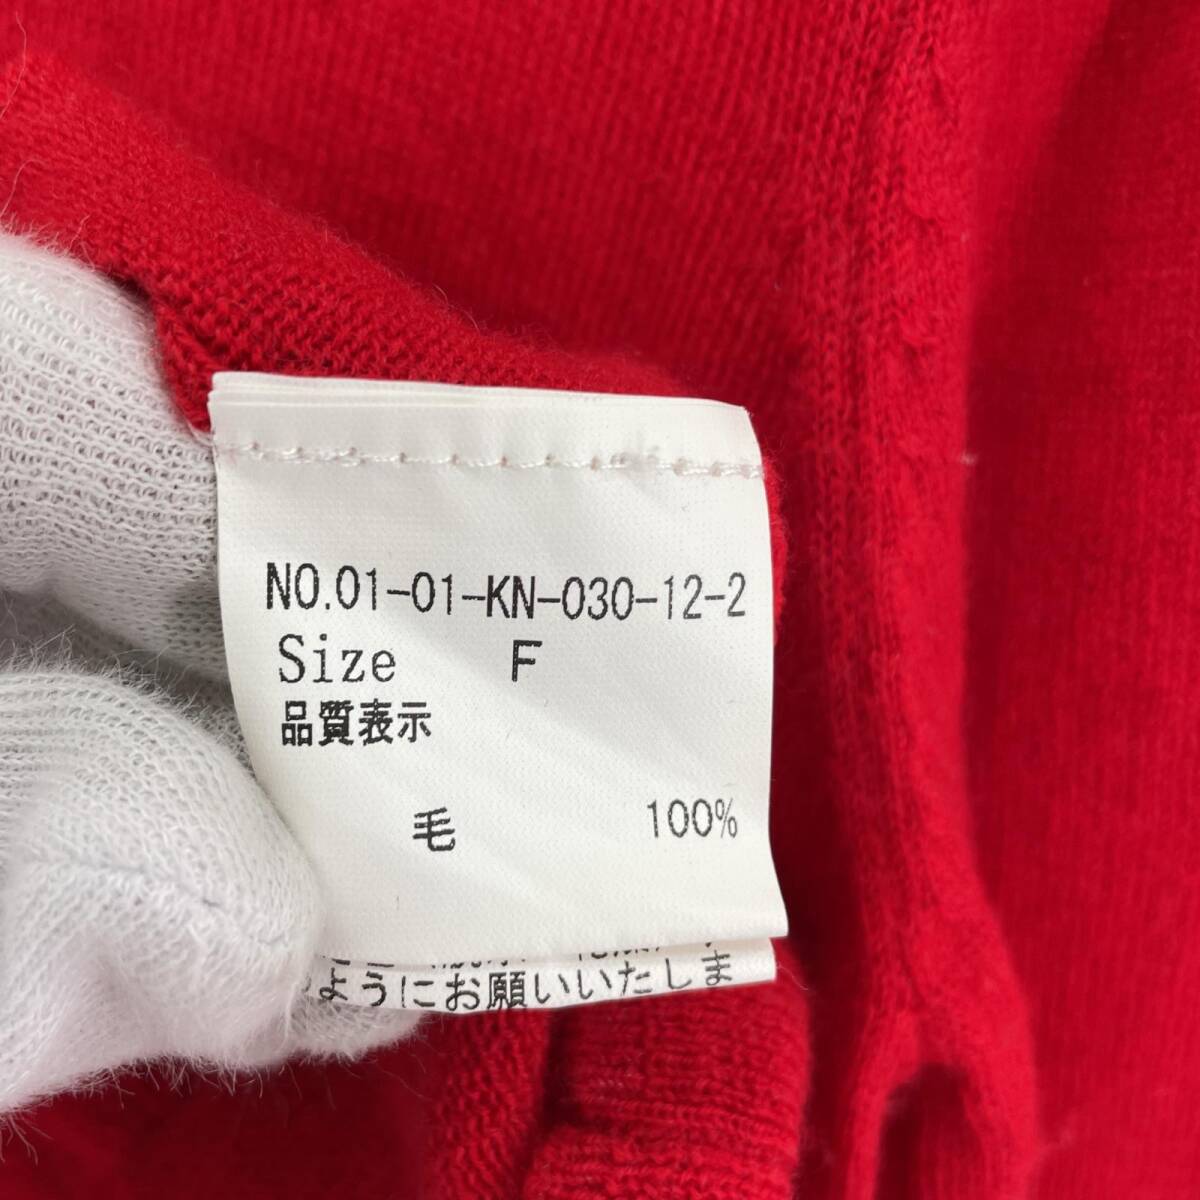 NO.01-01-KN-030-12-2
Size F
品質表示
毛 100%
ようにお願いいたしま